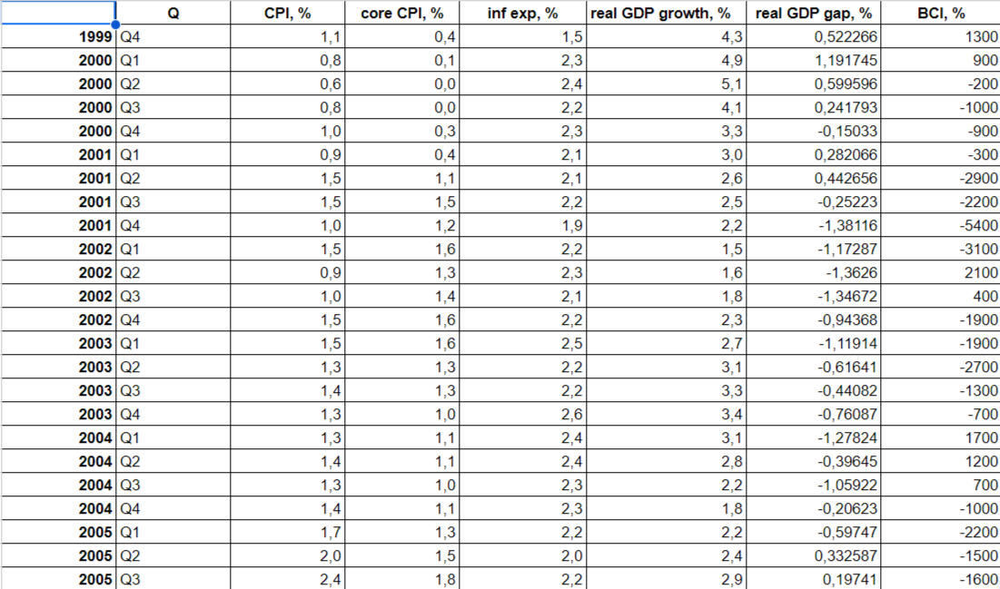 Q CPI, % core CPI, % inf exp, % real GDP growth, % real GDP gap, % BCI, %
1999 Q4 1,1 0,4 1,5 4,3 0,522266 1300
2000 Q1 0,8 0,1 2,3 4,9 1,191745 900
2000 Q2 0,6 0,0 2,4 5,1 0,599596 -200
2000 Q3 0,8 0,0 2,2 4,1 0,241793 -1000
2000 Q4 1,0 0,3 2,3 3,3 -0,15033 -900
2001 Q1 0,9 0,4 2,1 3,0 0,282066 -300
2001 Q2 1,5 1,1 2,1 2,6 0,442656 -2900
2001 Q3 1,5 1,5 2,2 2,5 -0,25223 -2200
2001 Q4 1,0 1,2 1,9 2,2 -1,38116 -5400
2002 Q1 1,5 1,6 2,2 1,5 -1,17287 -3100
2002 Q2 0,9 1,3 2,3 1,6 -1,3626 2100
2002 Q3 1,0 1,4 2,1 1,8 -1,34672 400
2002 Q4 1,5 1,6 2,2 2,3 -0,94368 -1900
2003 Q1 1,5 1,6 2,5 2,7 -1,11914 -1900
2003 Q2 1,3 1,3 2,2 3,1 -0,61641 -2700
2003 Q3 1,4 1,3 2,2 3,3 -0,44082 -1300
2003 Q4 1,3 1,0 2,6 3,4 -0,76087 -700
2004 Q1 1,3 1,1 2,4 3,1 -1,27824 1700
2004 Q2 1,4 1,1 2,4 2,8 -0,39645 1200
2004 Q3 1,3 1,0 2,3 2,2 -1,05922 700
2004 Q4 1,4 1,1 2,3 1,8 -0,20623 -1000
2005 Q1 1,7 1,3 2,2 2,2 -0,59747 -2200
2005 Q2 2,0 1,5 2,0 2,4 0,332587 -1500
2005 Q3 2,4 1,8 2,2 2,9 0,19741 -1600